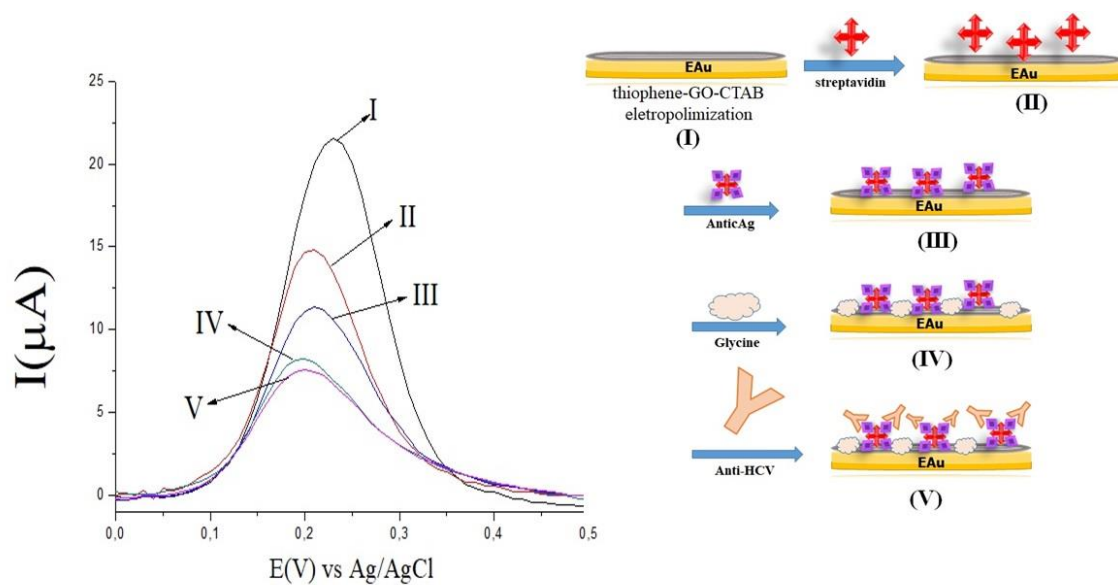 25
20
15
10
5
0
I(µA)
0,0
0,1
0,2
0,3
0,4
0,5
E(V) vs Ag/AgCl
I
II
III
IV
V
EAu
thiophene-GO-CTAB
eletropolimization
(I)
streptavidin
EAu
(II)
AnticAg
EAu
(III)
Glycine
EAu
(IV)
Anti-HCV
EAu
(V)